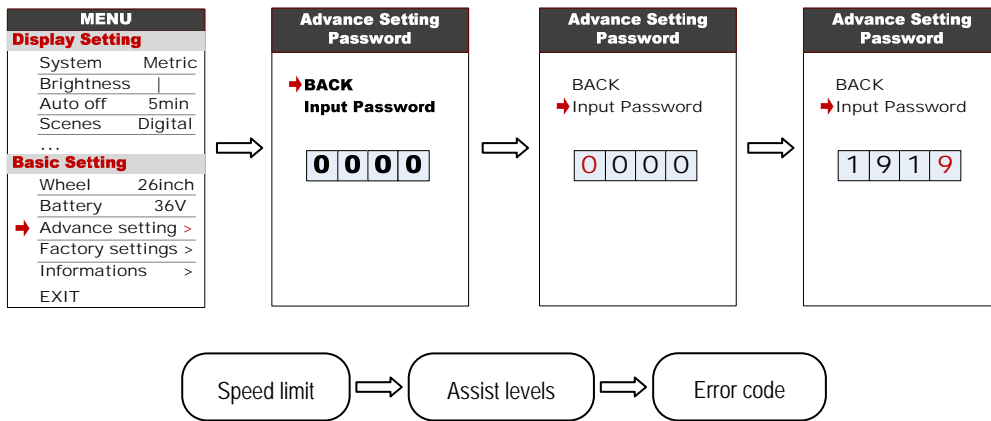 MENU
Display Setting
System Metric
Brightness |
Auto off 5min
Scenes Digital
...
Basic Setting
Wheel 26inch
Battery 36V
Advance setting >
Factory settings >
Informations >
EXIT
Advance Setting
Password
BACK
Input Password
0 0 0 0
Advance Setting
Password
BACK
Input Password
0 0 0 0
Advance Setting
Password
BACK
Input Password
1 9 1 9
Speed limit
Assist levels
Error code